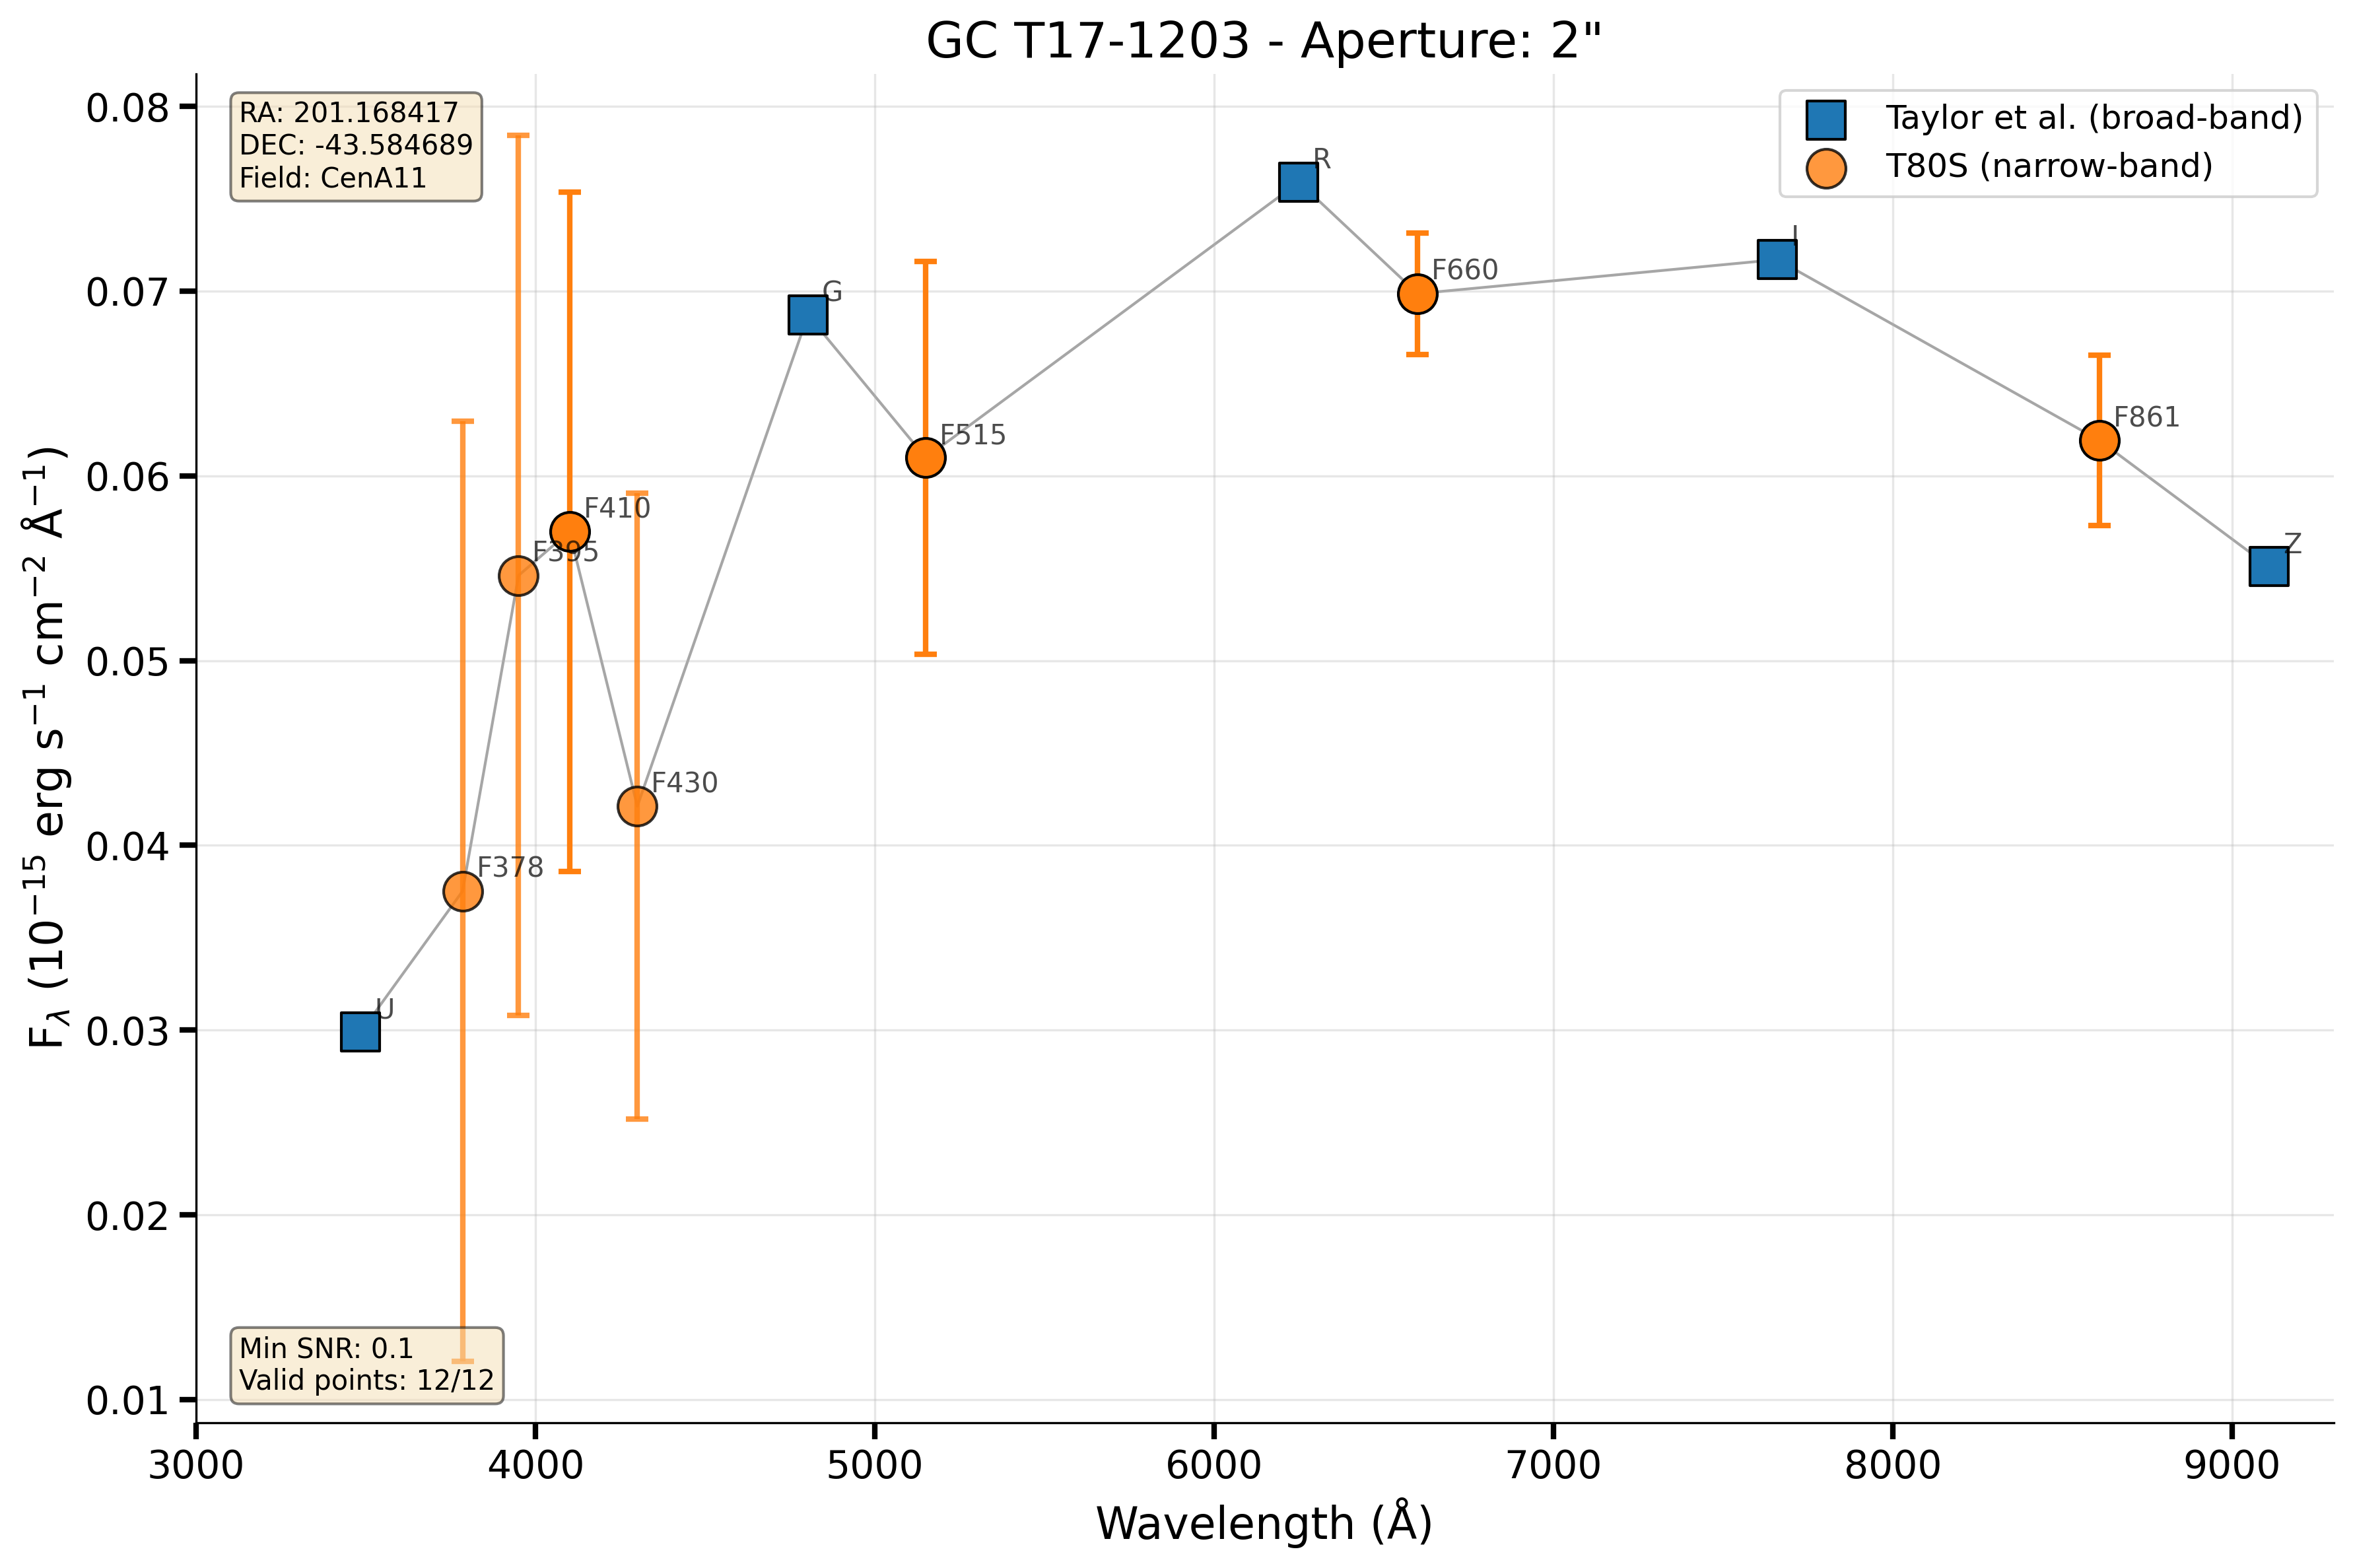 GC T17-1203 - Aperture: 2"
RA: 201.168417
DEC: -43.584689
Field: CenA11
Taylor et al. (broad-band)
T80S (narrow-band)
0.08
0.07
0.06
0.05
0.04
0.03
0.02
0.01
Fλ (10⁻¹⁵ erg s⁻¹ cm⁻² Å⁻¹)
U
F378
F395
F410
F430
G
F515
R
F660
I
F861
Z
Min SNR: 0.1
Valid points: 12/12
3000 4000 5000 6000 7000 8000 9000
Wavelength (Å)